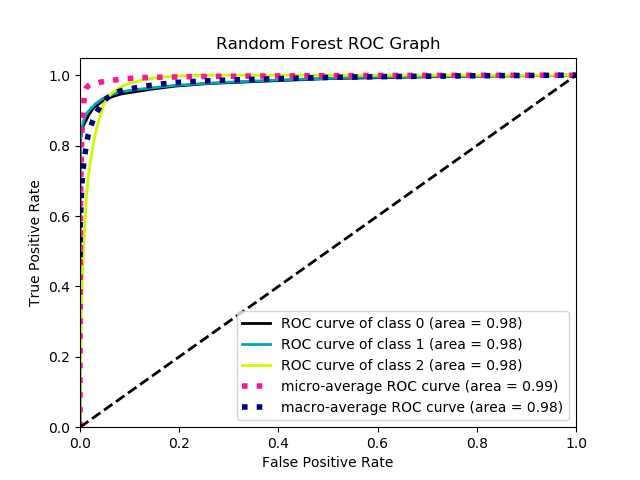 Random Forest ROC Graph
True Positive Rate
1.0
0.8
0.6
0.4
0.2
0.0
ROC curve of class 0 (area = 0.98)
ROC curve of class 1 (area = 0.98)
ROC curve of class 2 (area = 0.98)
micro-average ROC curve (area = 0.99)
macro-average ROC curve (area = 0.98)
0.0 0.2 0.4 0.6 0.8 1.0
False Positive Rate